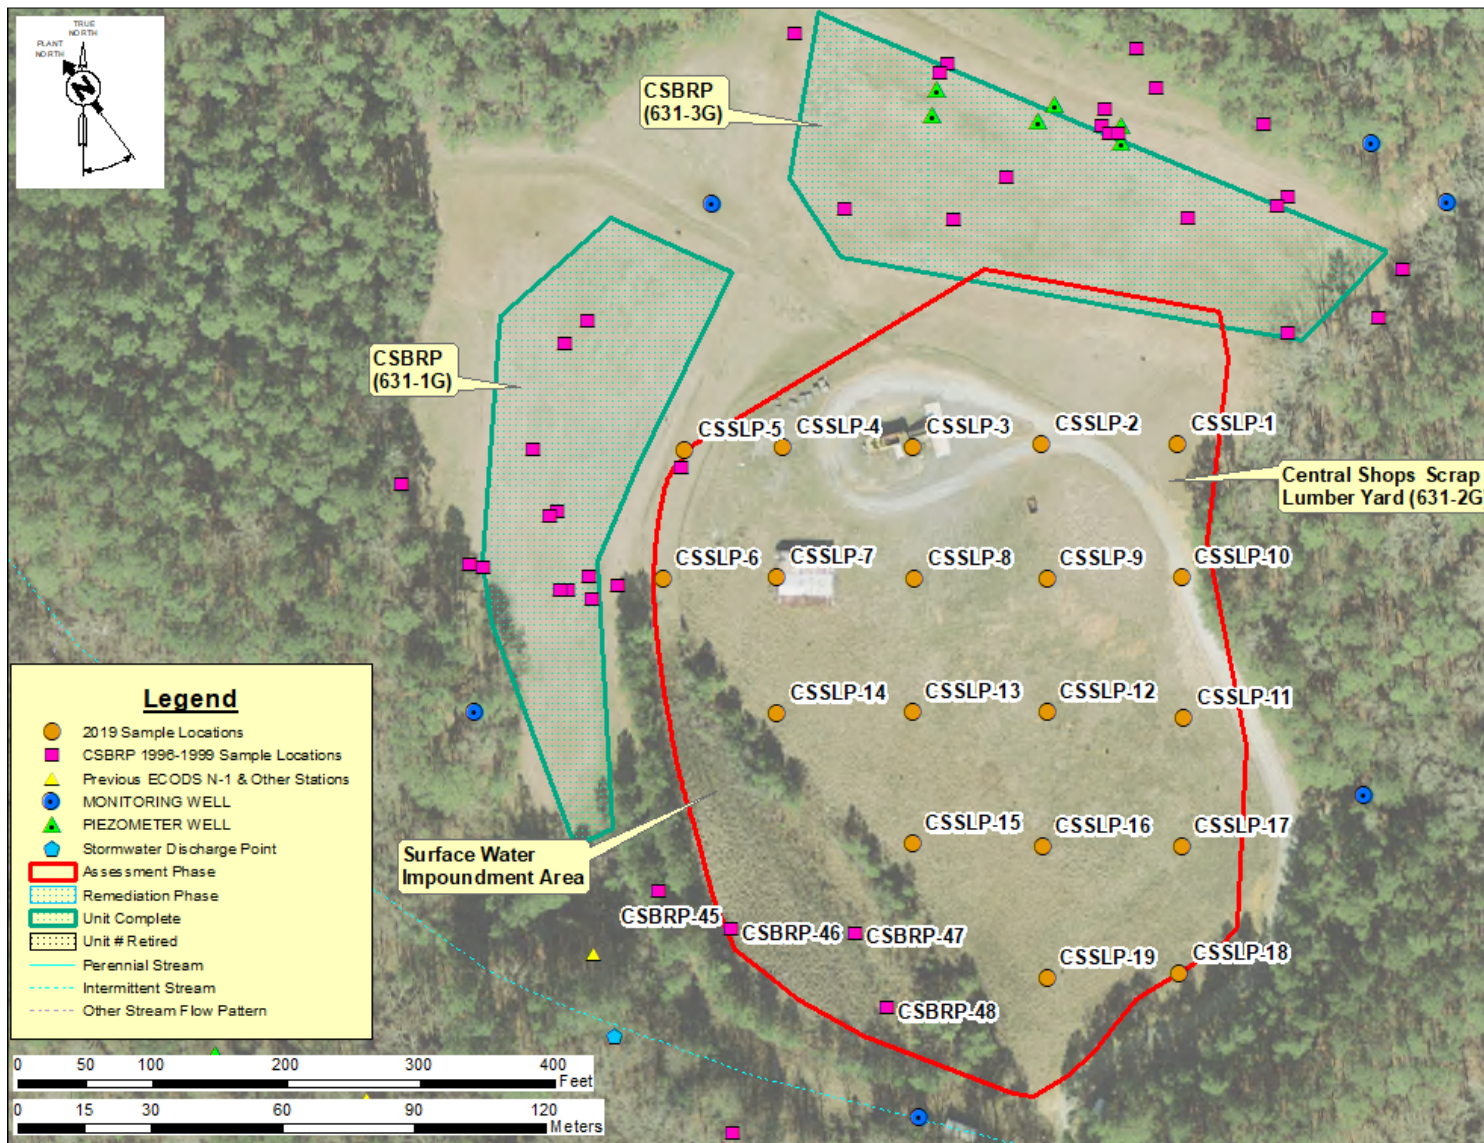 TRUE
NORTH
PLANT
NORTH
N
CSBRP
(631-3G)
CSBRP
(631-1G)
CSSLP-5
CSSLP-4
CSSLP-3
CSSLP-2
CSSLP-1
Central Shops Scrap
Lumber Yard (631-2G
CSSLP-6
CSSLP-7
CSSLP-8
CSSLP-9
CSSLP-10
CSSLP-14
CSSLP-13
CSSLP-12
CSSLP-11
CSSLP-15
CSSLP-16
CSSLP-17
Surface Water
Impoundment Area
CSBRP-45
CSBRP-46
CSBRP-47
CSSLP-19
CSSLP-18
CSBRP-48
Legend
2019 Sample Locations
CSBRP 1996-1999 Sample Locations
Previous ECODS N-1 & Other Stations
MONITORING WELL
PIEZOMETER WELL
Stormwater Discharge Point
Assessment Phase
Remediation Phase
Unit Complete
Unit # Retired
Perennial Stream
Intermittent Stream
Other Stream Flow Pattern
0 50 100 200 300 400
Feet
0 15 30 60 90 120
Meters